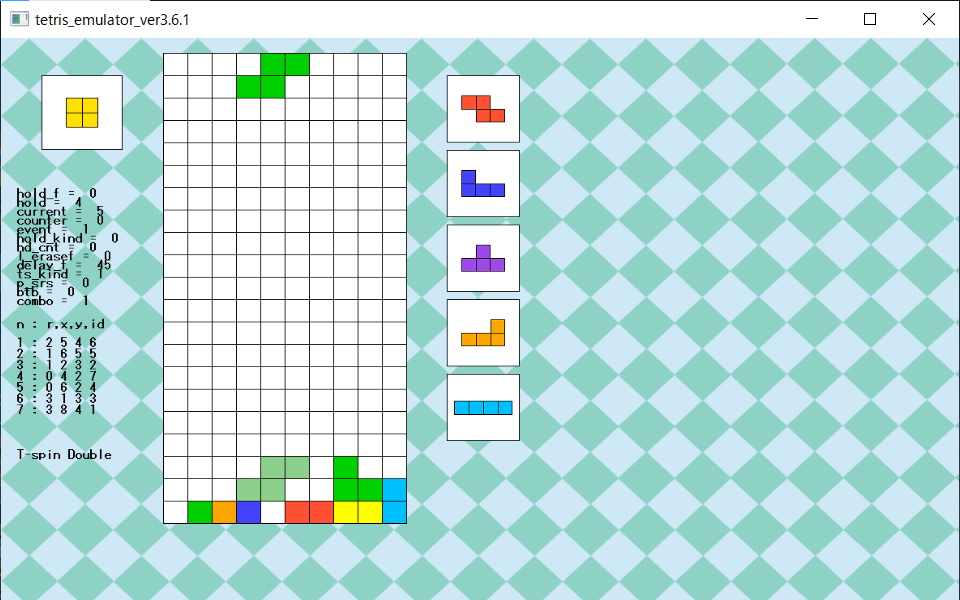 tetris_emulator_ver3.6.1
hold_f = 0
hold = 4
current = 5
counter = 0
event = 1
hold_kind = 0
hd_cnt = 0
l_erasef = 0
delay_f = 45
ts_kind = 1
p_srs = 0
btb = 0
combo = 1
n : r,x,y,id
1 : 2 5 4 6
2 : 1 6 5 5
3 : 1 2 3 2
4 : 0 4 2 7
5 : 0 6 2 4
6 : 3 1 3 3
7 : 3 8 4 1
T-spin Double